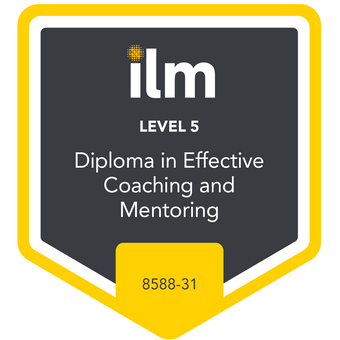 ilm
LEVEL 5
Diploma in Effective
Coaching and
Mentoring
8588-31